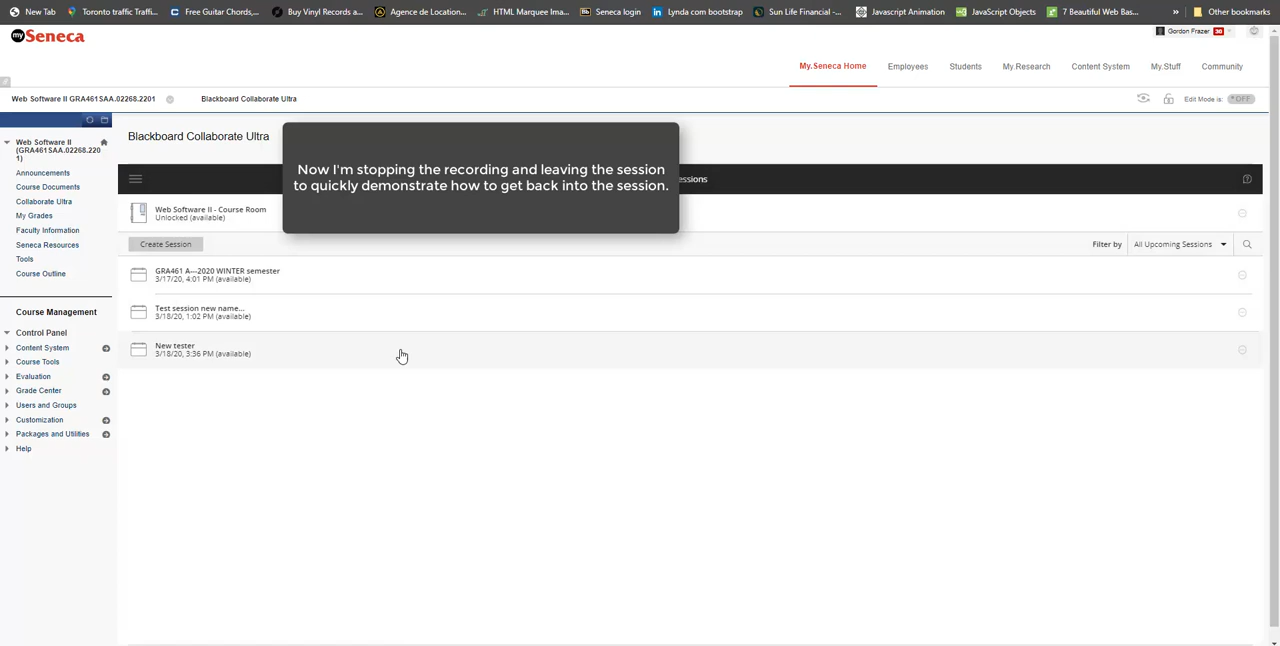 New Tab
Toronto traffic Traffi...
Free Guitar Chords,...
Buy Vinyl Records a...
Agence de Location...
HTML Marquee Ima...
Seneca login
Lynda com bootstrap
Sun Life Financial -...
Javascript Animation
JavaScript Objects
7 Beautiful Web Bas...
»
Other bookmarks
mySeneca
Gordon Frazer 36
My.Seneca Home
Employees
Students
My.Research
Content System
My.Stuff
Community
Web Software II GRA461SAA.02268.2201
Blackboard Collaborate Ultra
Edit Mode is: OFF
Web Software II
(GRA461SAA.02268.220
1)
Announcements
Course Documents
Collaborate Ultra
My Grades
Faculty Information
Seneca Resources
Tools
Course Outline
Course Management
Control Panel
Content System
Course Tools
Evaluation
Grade Center
Users and Groups
Customization
Packages and Utilities
Help
Blackboard Collaborate Ultra
Now I'm stopping the recording and leaving the session
to quickly demonstrate how to get back into the session.
essions
Web Software II - Course Room
Unlocked (available)
Create Session
Filter by
All Upcoming Sessions
GRA461 A---2020 WINTER semester
3/17/20, 4:01 PM (available)
Test session new name...
3/18/20, 1:02 PM (available)
New tester
3/18/20, 3:36 PM (available)